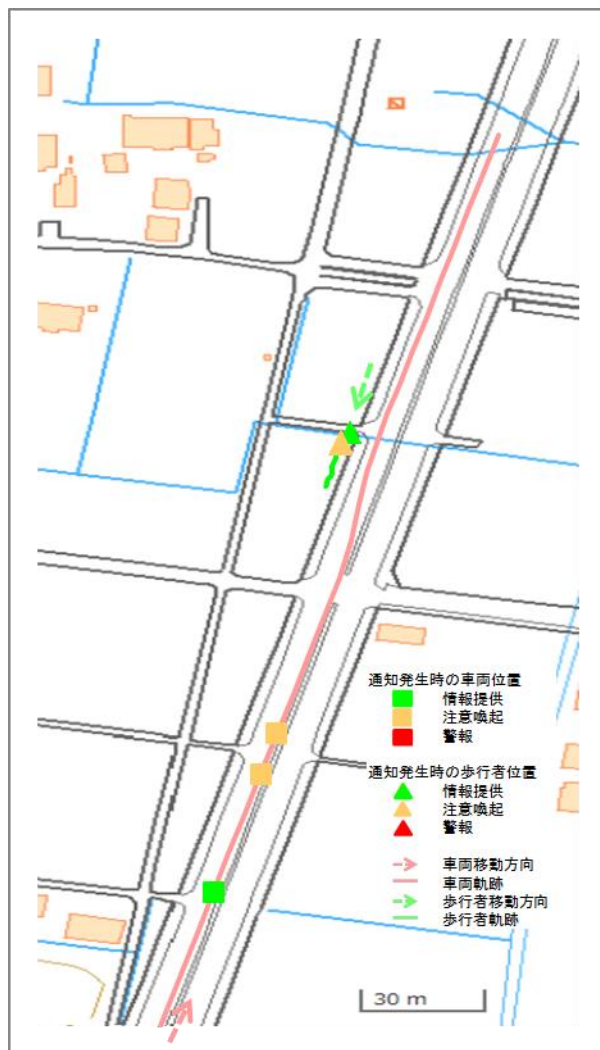 通知発生時の車両位置
情報提供
注意喚起
警報
通知発生時の歩行者位置
情報提供
注意喚起
警報
車両移動方向
車両軌跡
歩行者移動方向
歩行者軌跡
30 m